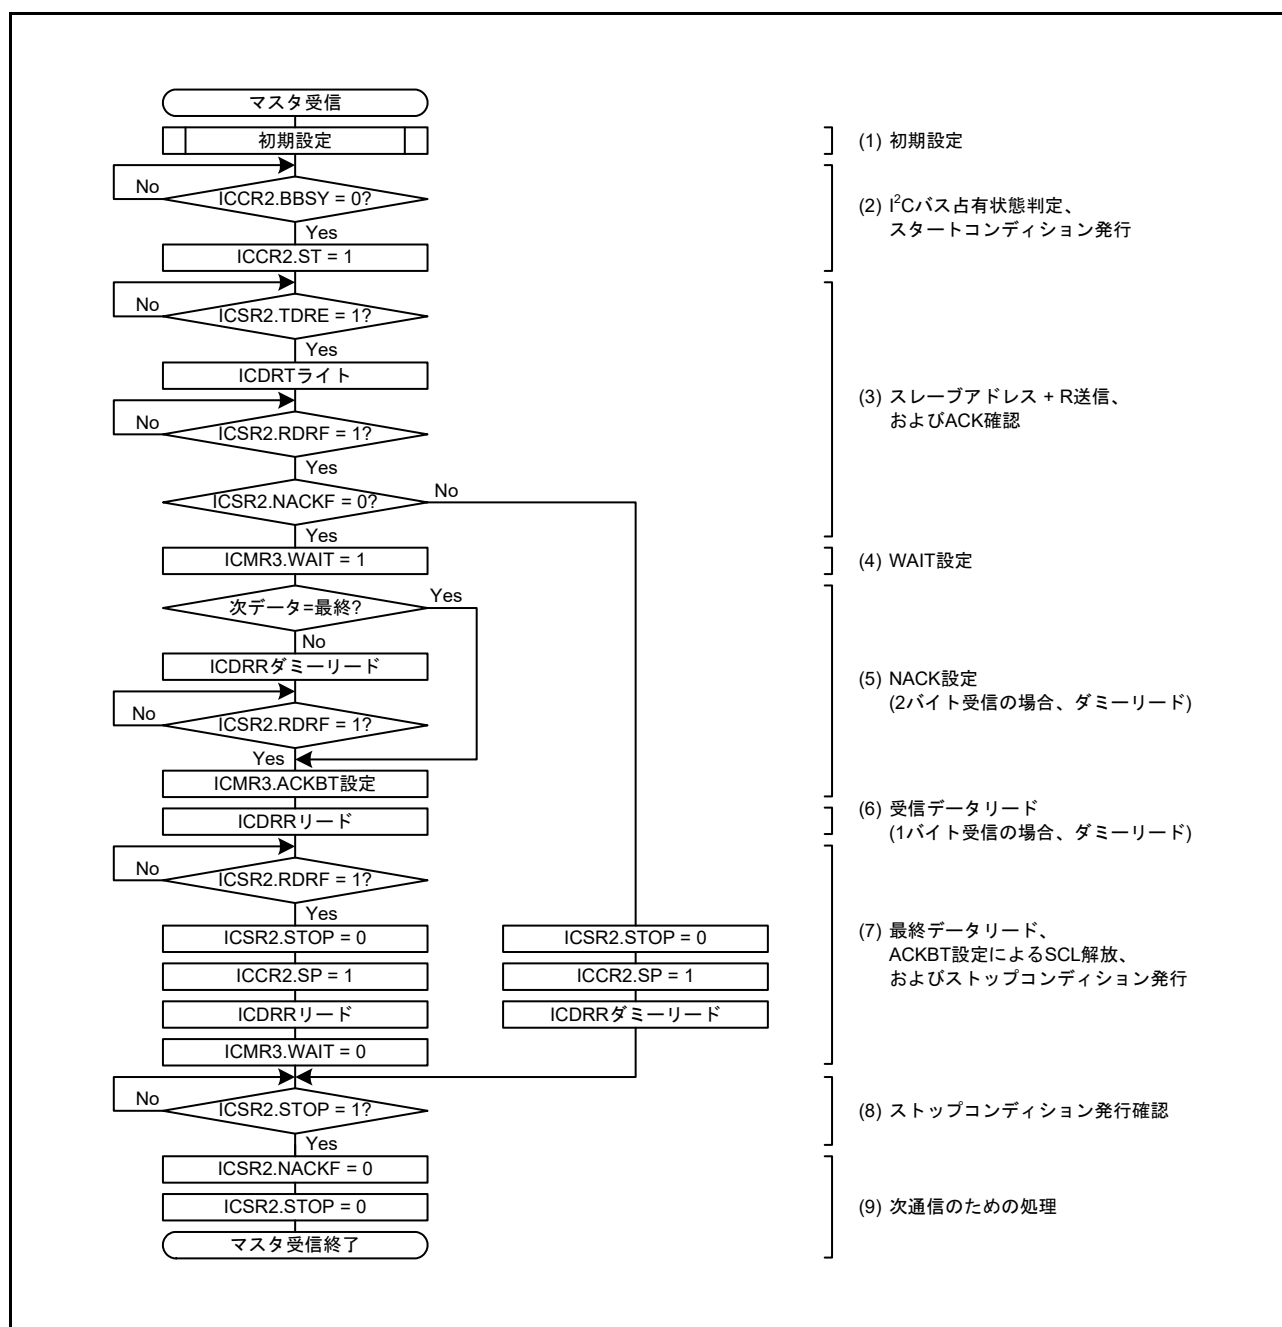 マスタ受信
初期設定
No
ICCR2.BBSY = 0?
Yes
ICCR2.ST = 1
No
ICSR2.TDRE = 1?
Yes
ICDRTライト
No
ICSR2.RDRF = 1?
Yes
ICSR2.NACKF = 0?
No
Yes
ICMR3.WAIT = 1
次データ=最終?
Yes
No
ICDRRダミーリード
No
ICSR2.RDRF = 1?
Yes
ICMR3.ACKBT設定
ICDRRリード
No
ICSR2.RDRF = 1?
Yes
ICSR2.STOP = 0
ICCR2.SP = 1
ICDRRリード
ICMR3.WAIT = 0
ICSR2.STOP = 0
ICCR2.SP = 1
ICDRRダミーリード
No
ICSR2.STOP = 1?
Yes
ICSR2.NACKF = 0
ICSR2.STOP = 0
マスタ受信終了
(1) 初期設定
(2) I²Cバス占有状態判定、
スタートコンディション発行
(3) スレーブアドレス + R送信、
およびACK確認
(4) WAIT設定
(5) NACK設定
(2バイト受信の場合、ダミーリード)
(6) 受信データリード
(1バイト受信の場合、ダミーリード)
(7) 最終データリード、
ACKBT設定によるSCL解放、
およびストップコンディション発行
(8) ストップコンディション発行確認
(9) 次通信のための処理